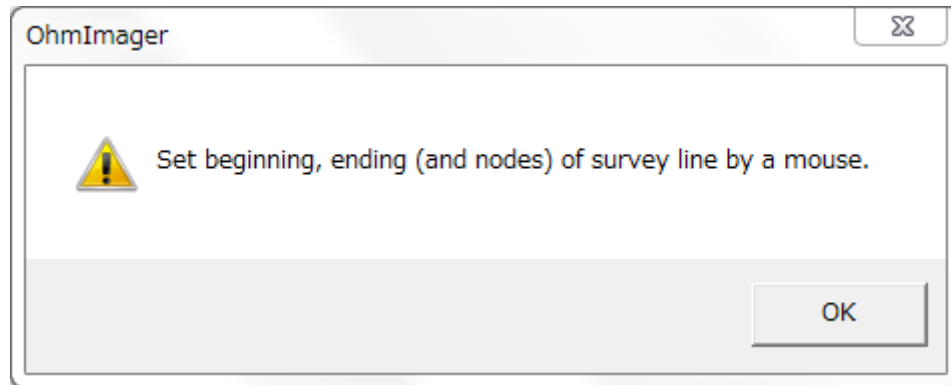 OhmImager
Set beginning, ending (and nodes) of survey line by a mouse.
OK